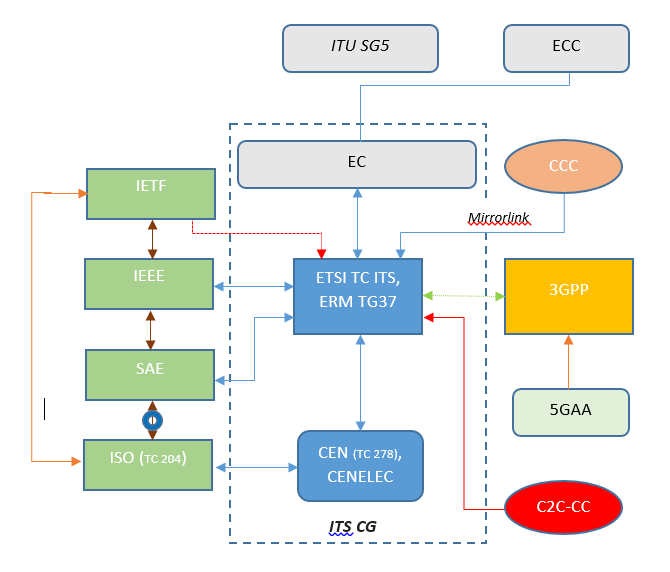 ITU SG5
ECC
EC
CCC
IETF
Mirrorlink
IEEE
ETSI TC ITS,
ERM TG37
3GPP
SAE
5GAA
ISO (TC 204)
CEN (TC 278),
CENELEC
C2C-CC
ITS CG